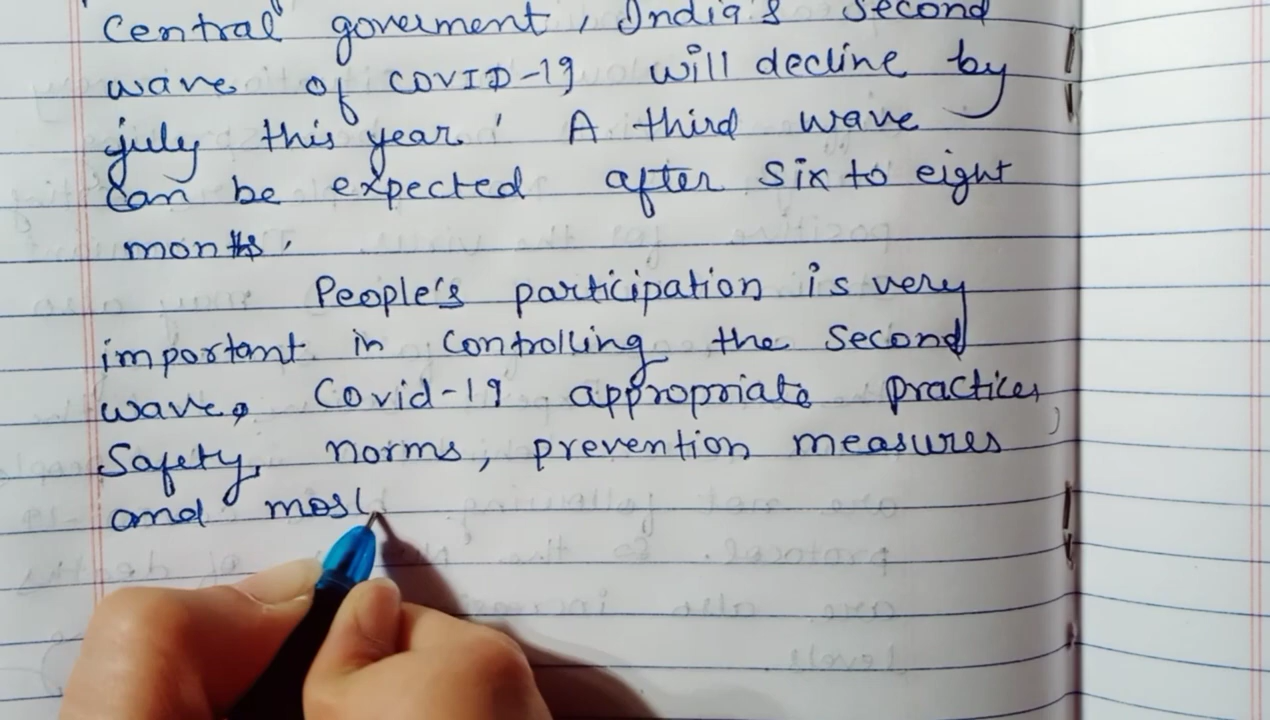 Central goverment, India's second
wave of COVID-19 will decline by
july this year. A third wave
can be expected after six to eight
months.
People's participation is very
important in controlling the second
wave, Covid-19 appropriate practices,
Safety, norms, prevention measures
and most